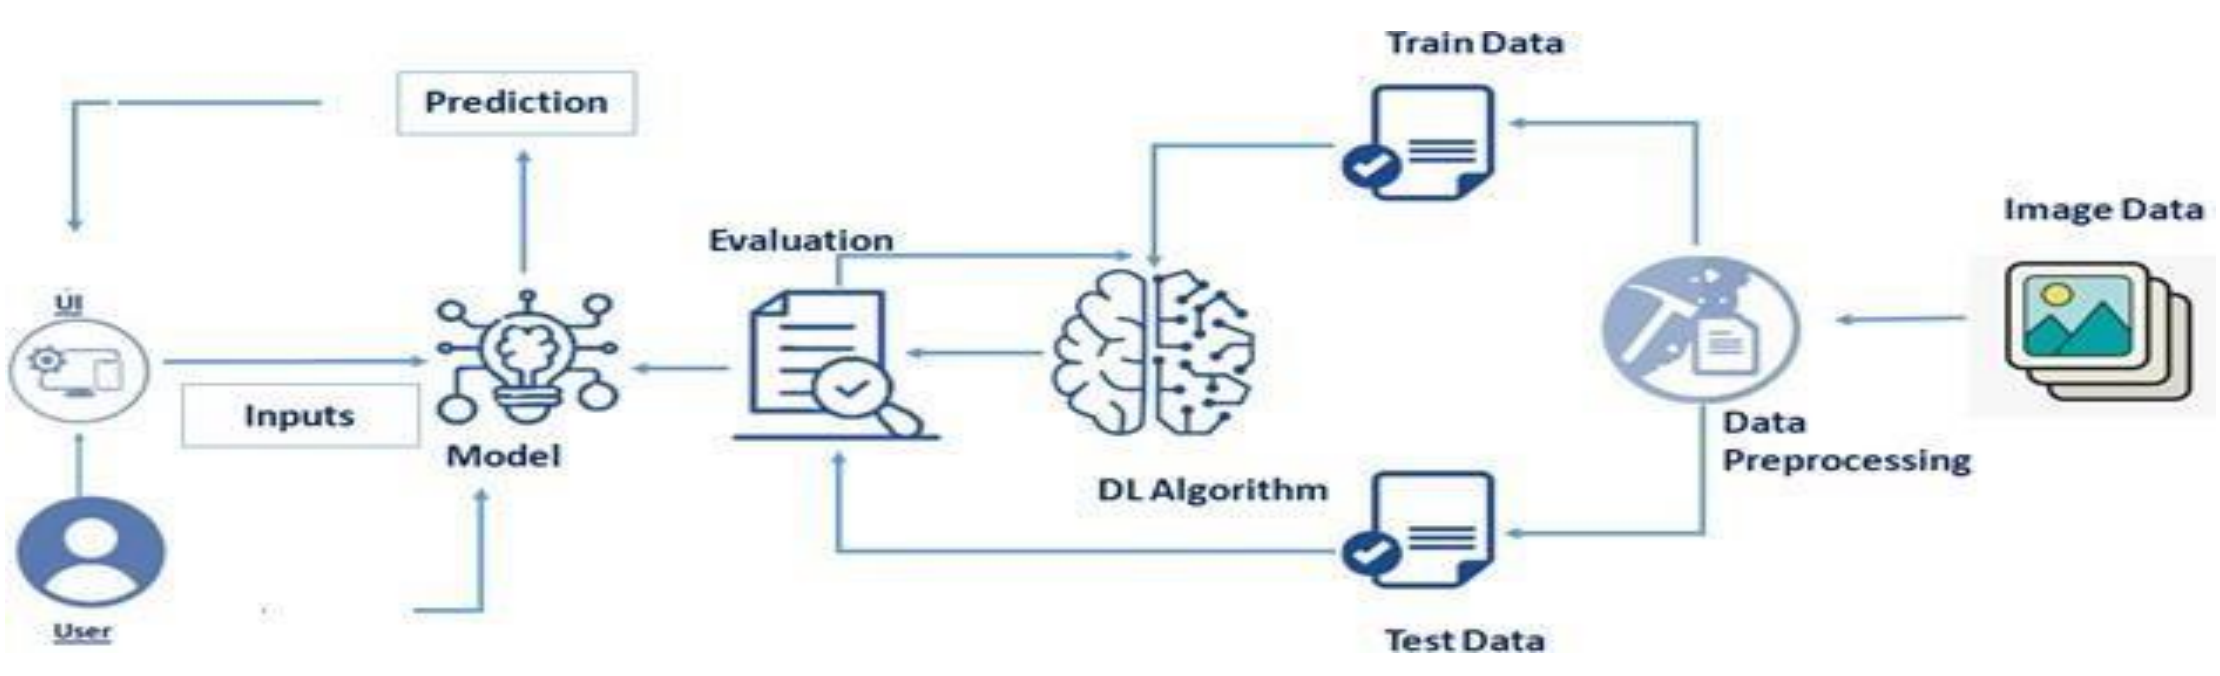 Train Data
Prediction
Image Data
Evaluation
UI
Inputs
Data
Preprocessing
Model
DL Algorithm
User
Test Data